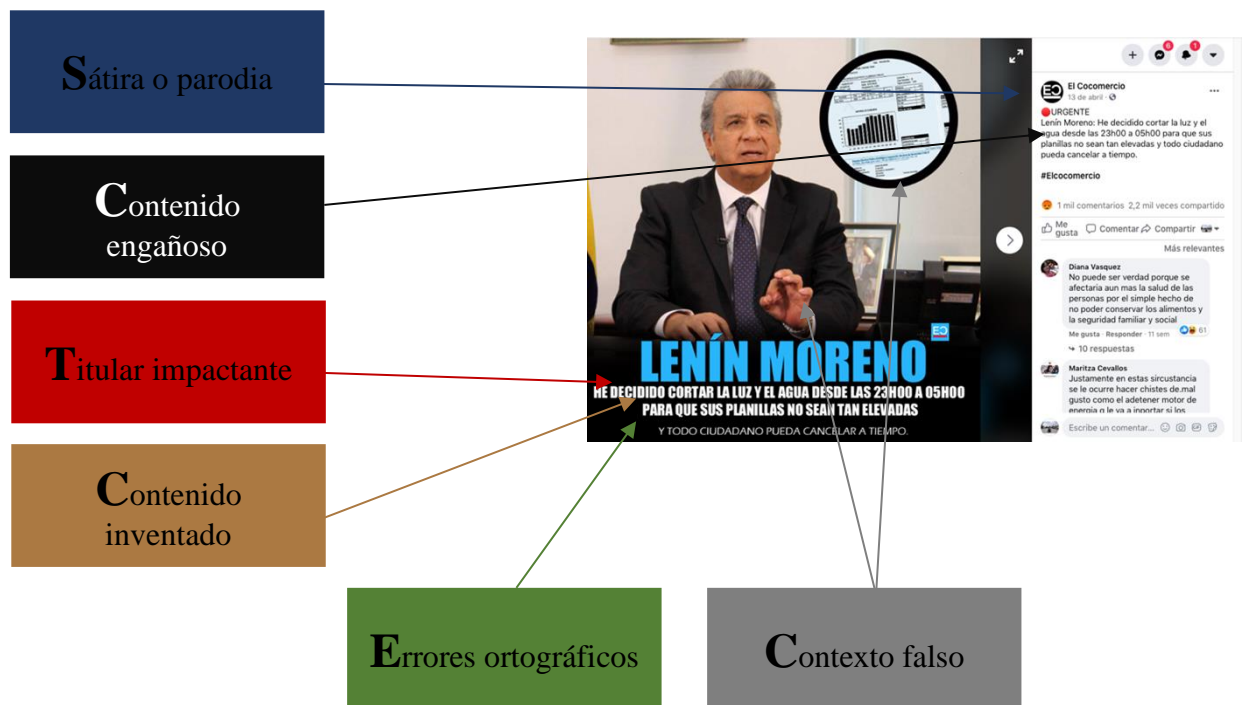 Sátira o parodia
Contenido
engañoso
Titular impactante
Contenido
inventado
Errores ortográficos
Contexto falso
LENÍN MORENO
HE DECIDIDO CORTAR LA LUZ Y EL AGUA DESDE LAS 23H00 A 05H00
PARA QUE SUS PLANILLAS NO SEAN TAN ELEVADAS
Y TODO CIUDADANO PUEDA CANCELAR A TIEMPO.
6
1
El Cocomercio
13 de abril
URGENTE
Lenín Moreno: He decidido cortar la luz y el
agua desde las 23h00 a 05h00 para que sus
planillas no sean tan elevadas y todo ciudadano
pueda cancelar a tiempo.
#Elcocomercio
1 mil comentarios 2,2 mil veces compartido
Me gusta Comentar Compartir
Más relevantes
Diana Vasquez
No puede ser verdad porque se
afectaria aun mas la salud de las
personas por el simple hecho de
no poder conservar los alimentos y
la seguridad familiar y social
Me gusta · Responder · 11 sem 61
10 respuestas
Maritza Cevallos
Justamente en estas sircustancia
se le ocurre hacer chistes de.mal
gusto como el adetener motor de
energia q le va a inportar si los
Escribe un comentar...